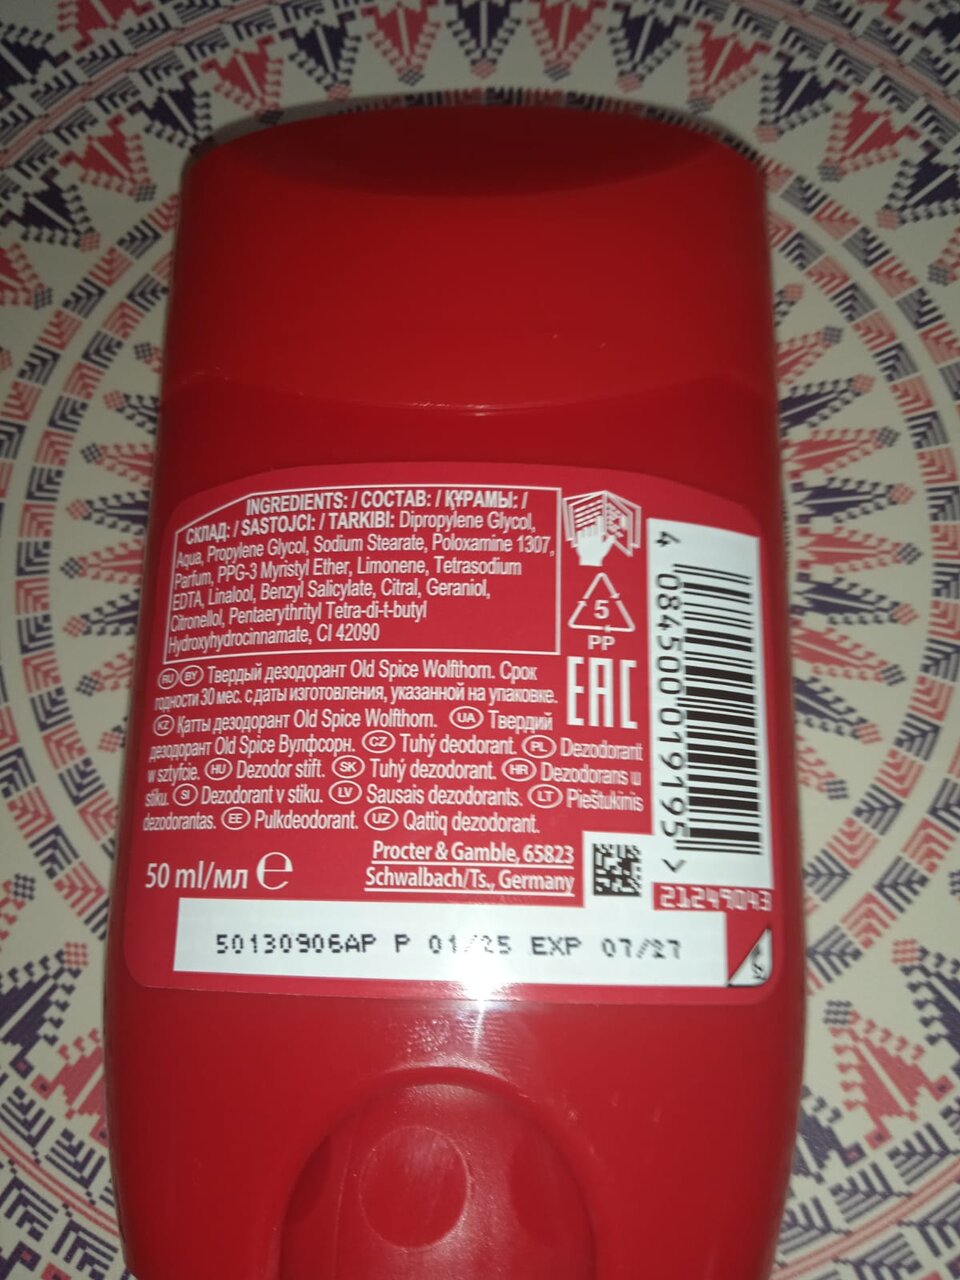 INGREDIENTS: / СОСТАВ: / ҚҰРАМЫ: /
СКЛАД: / SASTOJCI: / TARKIBI: Dipropylene Glycol,
Aqua, Propylene Glycol, Sodium Stearate, Poloxamine 1307,
Parfum, PPG-3 Myristyl Ether, Limonene, Tetrasodium
EDTA, Linalool, Benzyl Salicylate, Citral, Geraniol,
Citronellol, Pentaerythrityl Tetra-di-t-butyl
Hydroxyhydrocinnamate, CI 42090
5
PP
EAC
RU BY Твердый дезодорант Old Spice Wolfthorn. Срок
годности 30 мес. с даты изготовления, указанной на упаковке.
KZ Қатты дезодорант Old Spice Wolfthorn. UA Твердий
дезодорант Old Spice Вулфсорн. CZ Tuhý deodorant. PL Dezodorant
w sztyfcie. HU Dezodor stift. SK Tuhý dezodorant. HR Dezodorans u
stiku. SI Dezodorant v stiku. LV Sausais dezodorants. LT Pieštukinis
dezodorantas. EE Pulkdeodorant. UZ Qattiq dezodorant.
4 084500 019195 >
50 ml/мл e
Procter & Gamble, 65823
Schwalbach/Ts., Germany
21249043
50130906AP P 01/25 EXP 07/27